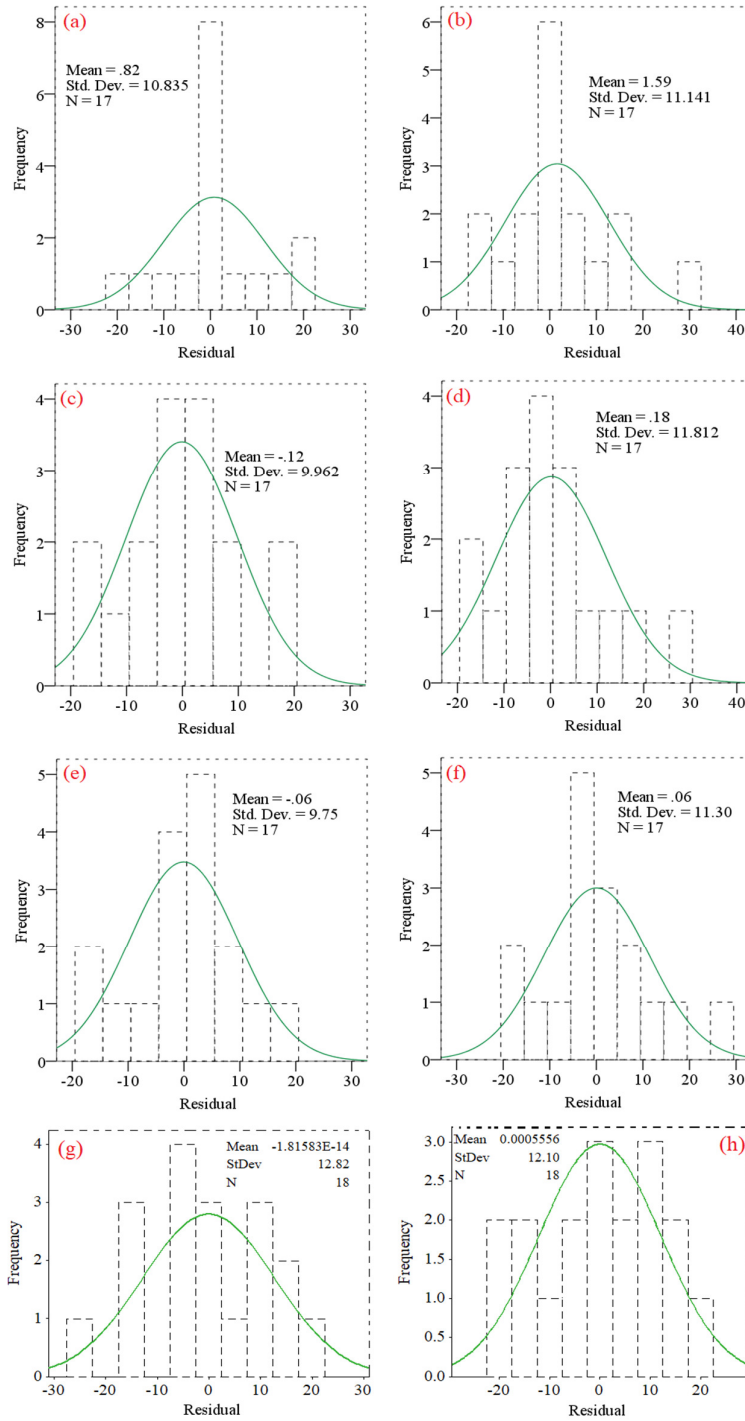 (a)
Mean = .82
Std. Dev. = 10.835
N = 17
Frequency
8
6
4
2
0
-30 -20 -10 0 10 20 30
Residual
(b)
Mean = 1.59
Std. Dev. = 11.141
N = 17
Frequency
6
5
4
3
2
1
0
-20 -10 0 10 20 30 40
Residual
(c)
Mean = -.12
Std. Dev. = 9.962
N = 17
Frequency
4
3
2
1
0
-20 -10 0 10 20 30
Residual
(d)
Mean = .18
Std. Dev. = 11.812
N = 17
Frequency
4
3
2
1
0
-20 -10 0 10 20 30 40
Residual
(e)
Mean = -.06
Std. Dev. = 9.75
N = 17
Frequency
5
4
3
2
1
0
-20 -10 0 10 20 30
Residual
(f)
Mean = .06
Std. Dev. = 11.30
N = 17
Frequency
5
4
3
2
1
0
-30 -20 -10 0 10 20 30
Residual
(g)
Mean -1.81583E-14
StDev 12.82
N 18
Frequency
4
3
2
1
0
-30 -20 -10 0 10 20 30
Residual
(h)
Mean 0.0005556
StDev 12.10
N 18
Frequency
3.0
2.5
2.0
1.5
1.0
0.5
0.0
-20 -10 0 10 20
Residual